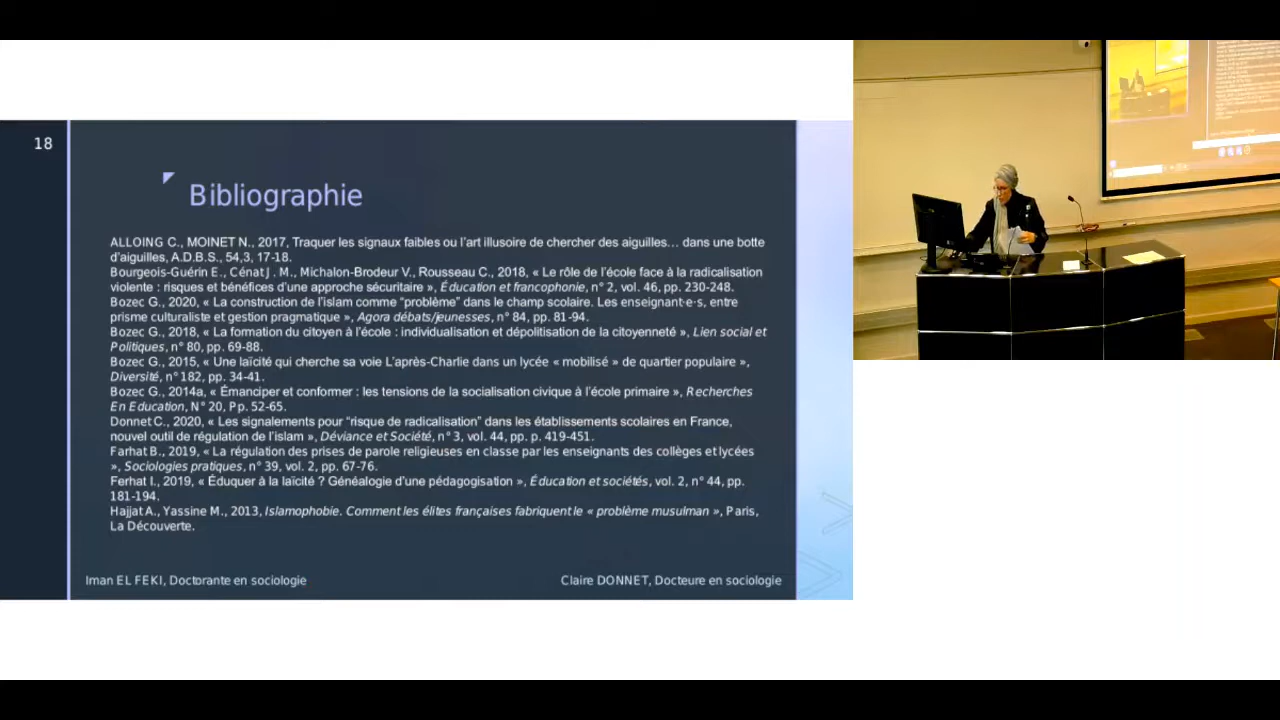 18
Bibliographie
ALLOING C., MOINET N., 2017, Traquer les signaux faibles ou l'art illusoire de chercher des aiguilles… dans une botte
d'aiguilles, A.D.B.S., 54,3, 17-18.
Bourgeois-Guérin E., Cénat J. M., Michalon-Brodeur V., Rousseau C., 2018, « Le rôle de l'école face à la radicalisation
violente : risques et bénéfices d'une approche sécuritaire », Éducation et francophonie, n° 2, vol. 46, pp. 230-248.
Bozec G., 2020, « La construction de l'islam comme "problème" dans le champ scolaire. Les enseignant·e·s, entre
prisme culturaliste et gestion pragmatique », Agora débats/jeunesses, n° 84, pp. 81-94.
Bozec G., 2018, « La formation du citoyen à l'école : individualisation et dépolitisation de la citoyenneté », Lien social et
Politiques, n° 80, pp. 69-88.
Bozec G., 2015, « Une laïcité qui cherche sa voie L'après-Charlie dans un lycée « mobilisé » de quartier populaire »,
Diversité, n° 182, pp. 34-41.
Bozec G., 2014a, « Émanciper et conformer : les tensions de la socialisation civique à l'école primaire », Recherches
En Education, N° 20, Pp. 52-65.
Donnet C., 2020, « Les signalements pour "risque de radicalisation" dans les établissements scolaires en France,
nouvel outil de régulation de l'islam », Déviance et Société, n° 3, vol. 44, pp. p. 419-451.
Farhat B., 2019, « La régulation des prises de parole religieuses en classe par les enseignants des collèges et lycées
», Sociologies pratiques, n° 39, vol. 2, pp. 67-76.
Ferhat I., 2019, « Éduquer à la laïcité ? Généalogie d'une pédagogisation », Éducation et sociétés, vol. 2, n° 44, pp.
181-194.
Hajjat A., Yassine M., 2013, Islamophobie. Comment les élites françaises fabriquent le « problème musulman », Paris,
La Découverte.
Iman EL FEKI, Doctorante en sociologie
Claire DONNET, Docteure en sociologie